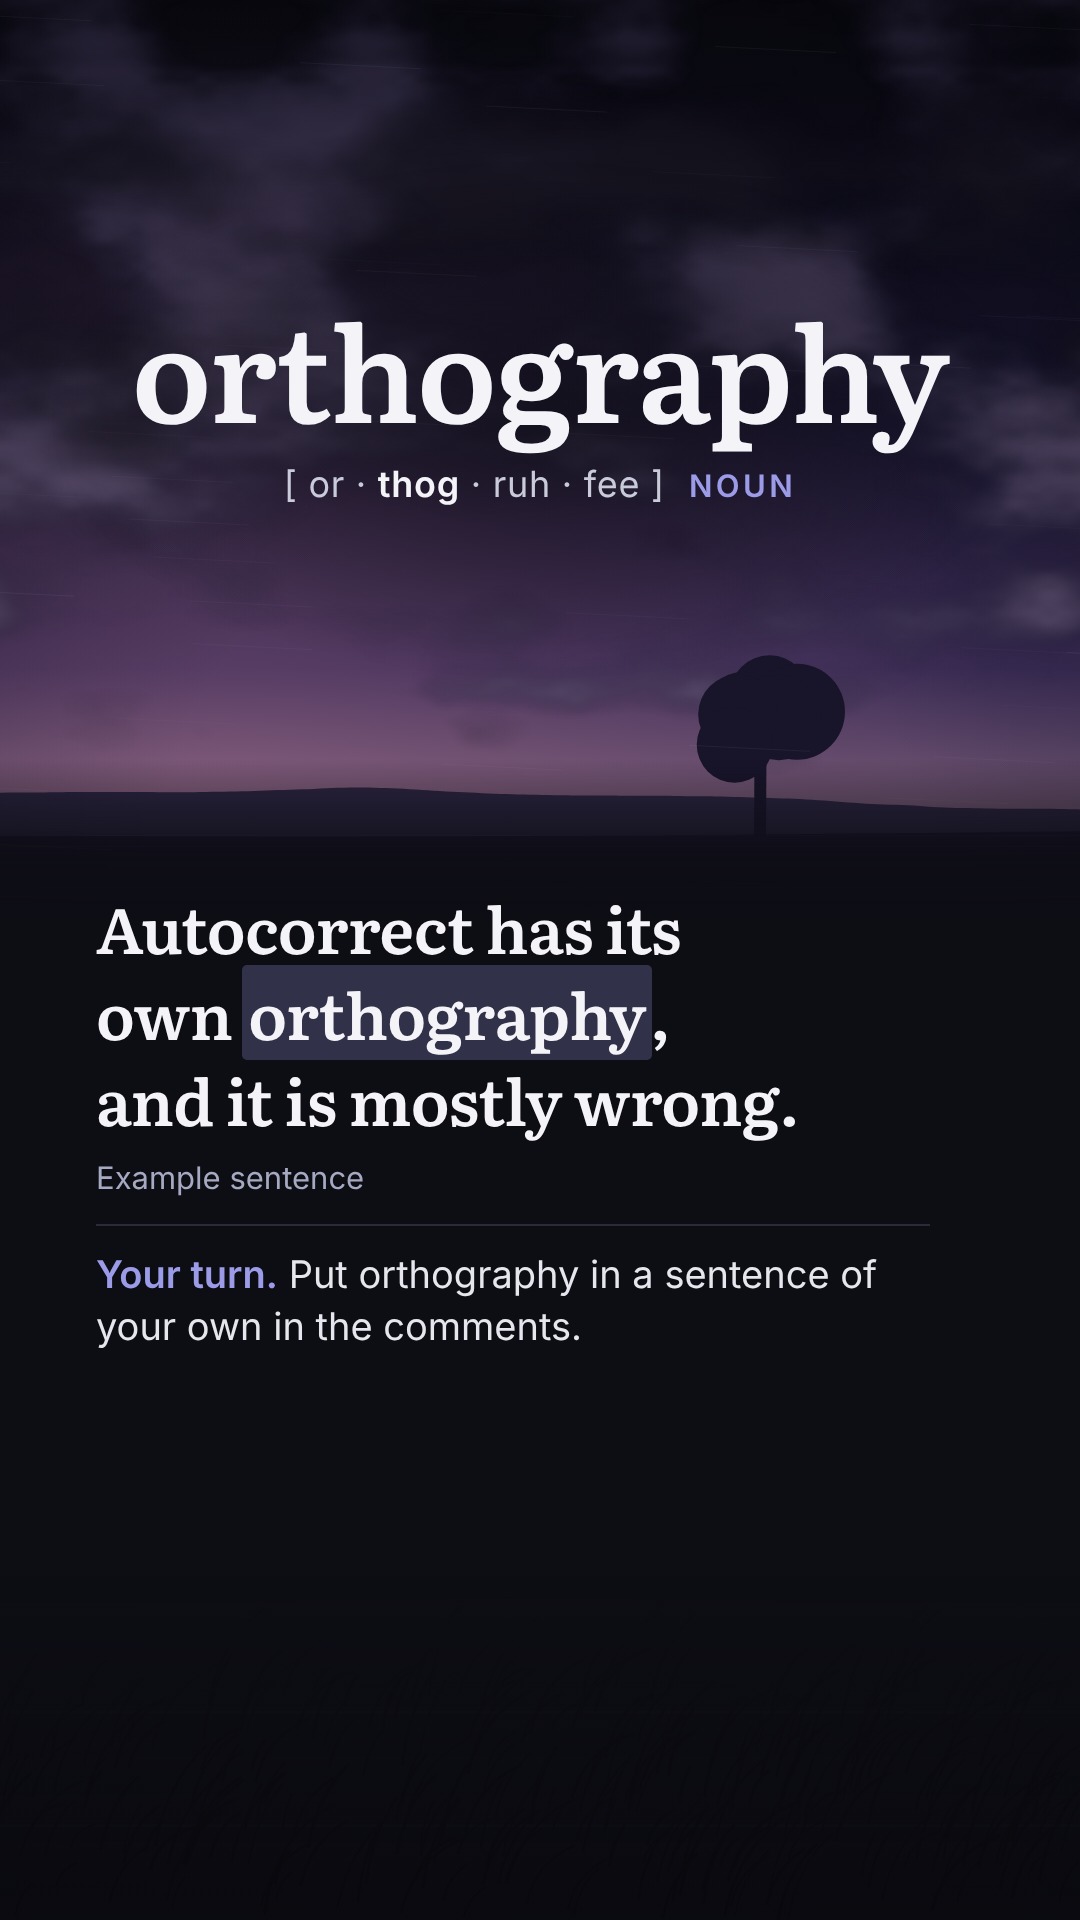 orthography
[ or · thog · ruh · fee ] NOUN
Autocorrect has its
own orthography,
and it is mostly wrong.
Example sentence
Your turn. Put orthography in a sentence of
your own in the comments.